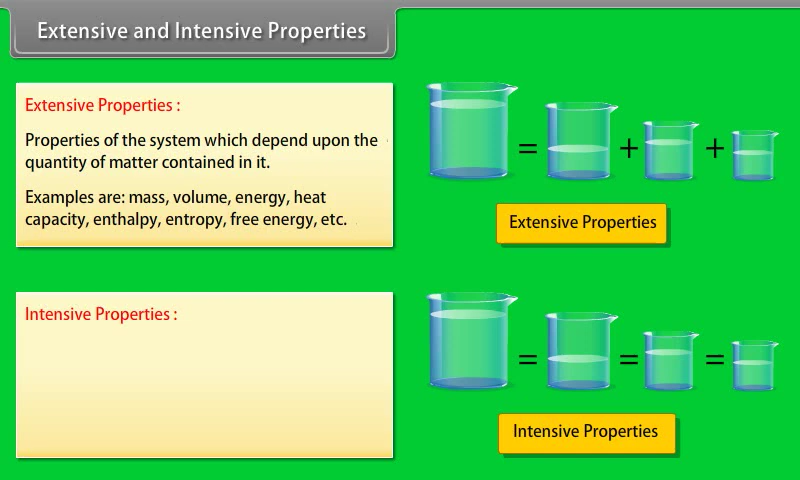 Extensive and Intensive Properties
Extensive Properties :
Properties of the system which depend upon the
quantity of matter contained in it.
Examples are: mass, volume, energy, heat
capacity, enthalpy, entropy, free energy, etc.
= + +
Extensive Properties
Intensive Properties :
= = =
Intensive Properties